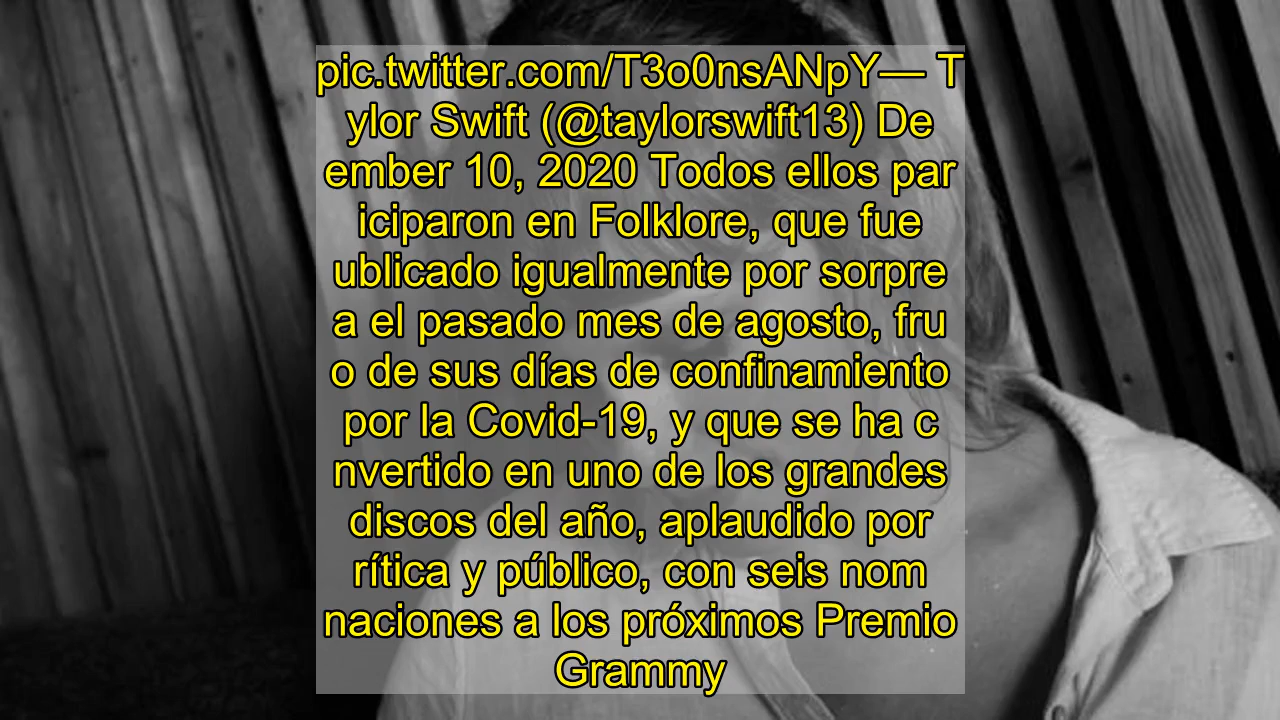 pic.twitter.com/T3o0nsANpY— T
ylor Swift (@taylorswift13) De
ember 10, 2020 Todos ellos par
iciparon en Folklore, que fue
ublicado igualmente por sorpre
a el pasado mes de agosto, fru
o de sus días de confinamiento
por la Covid-19, y que se ha c
nvertido en uno de los grandes
discos del año, aplaudido por
rítica y público, con seis nom
naciones a los próximos Premio
Grammy